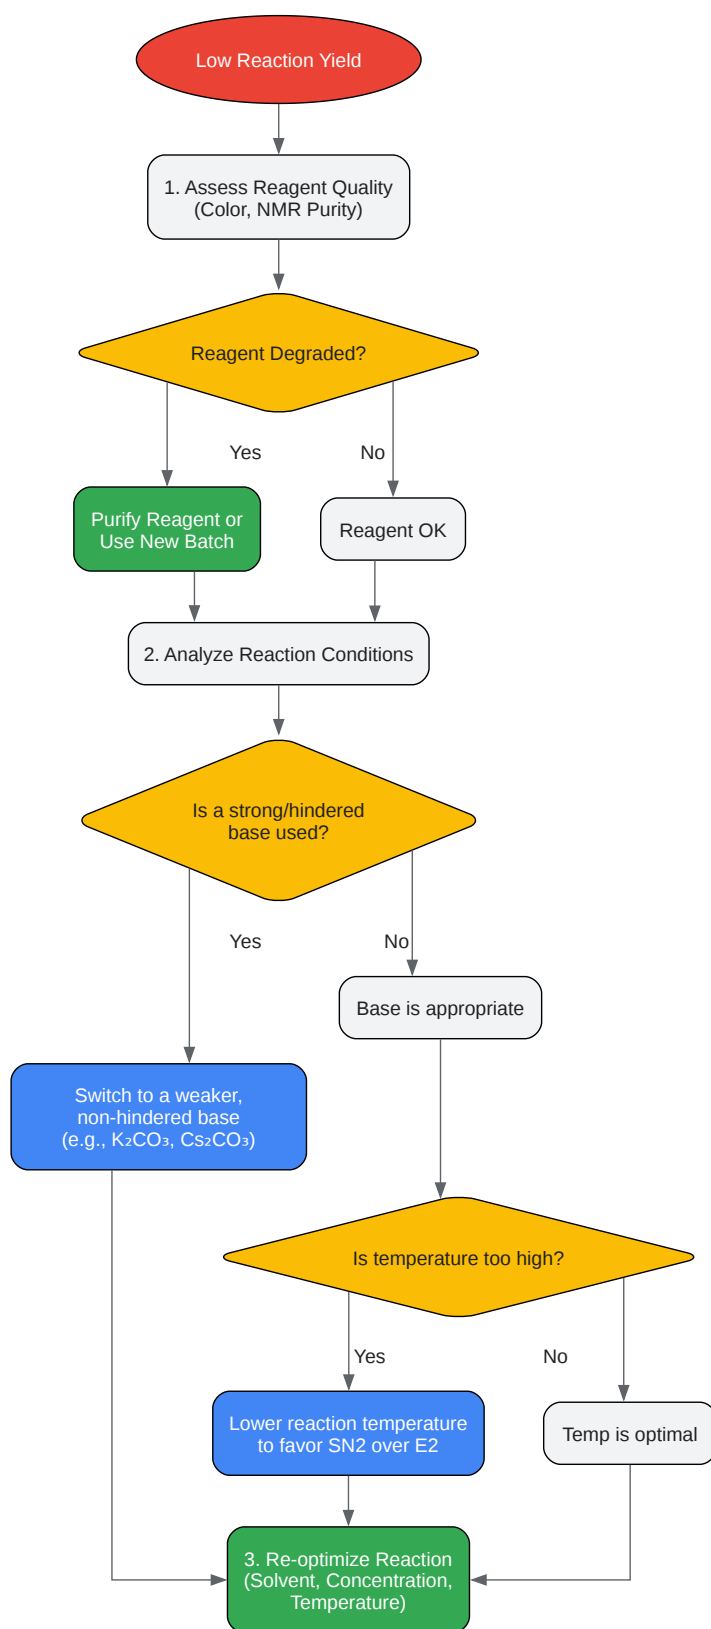 Low Reaction Yield
1. Assess Reagent Quality
(Color, NMR Purity)
Reagent Degraded?
Yes
No
Purify Reagent or
Use New Batch
Reagent OK
2. Analyze Reaction Conditions
Is a strong/hindered
base used?
Yes
No
Base is appropriate
Switch to a weaker,
non-hindered base
(e.g., K₂CO₃, Cs₂CO₃)
Is temperature too high?
Yes
No
Lower reaction temperature
to favor SN2 over E2
Temp is optimal
3. Re-optimize Reaction
(Solvent, Concentration,
Temperature)